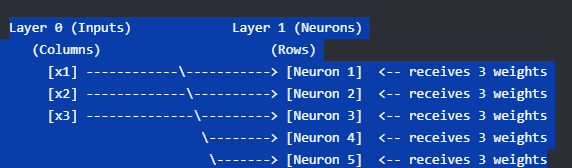 Layer 0 (Inputs)             Layer 1 (Neurons)
   (Columns)                      (Rows)
     [x1] ------------\-----------> [Neuron 1]  <-- receives 3 weights
     [x2] -------------\----------> [Neuron 2]  <-- receives 3 weights
     [x3] --------------\---------> [Neuron 3]  <-- receives 3 weights
                         \--------> [Neuron 4]  <-- receives 3 weights
                          \-------> [Neuron 5]  <-- receives 3 weights